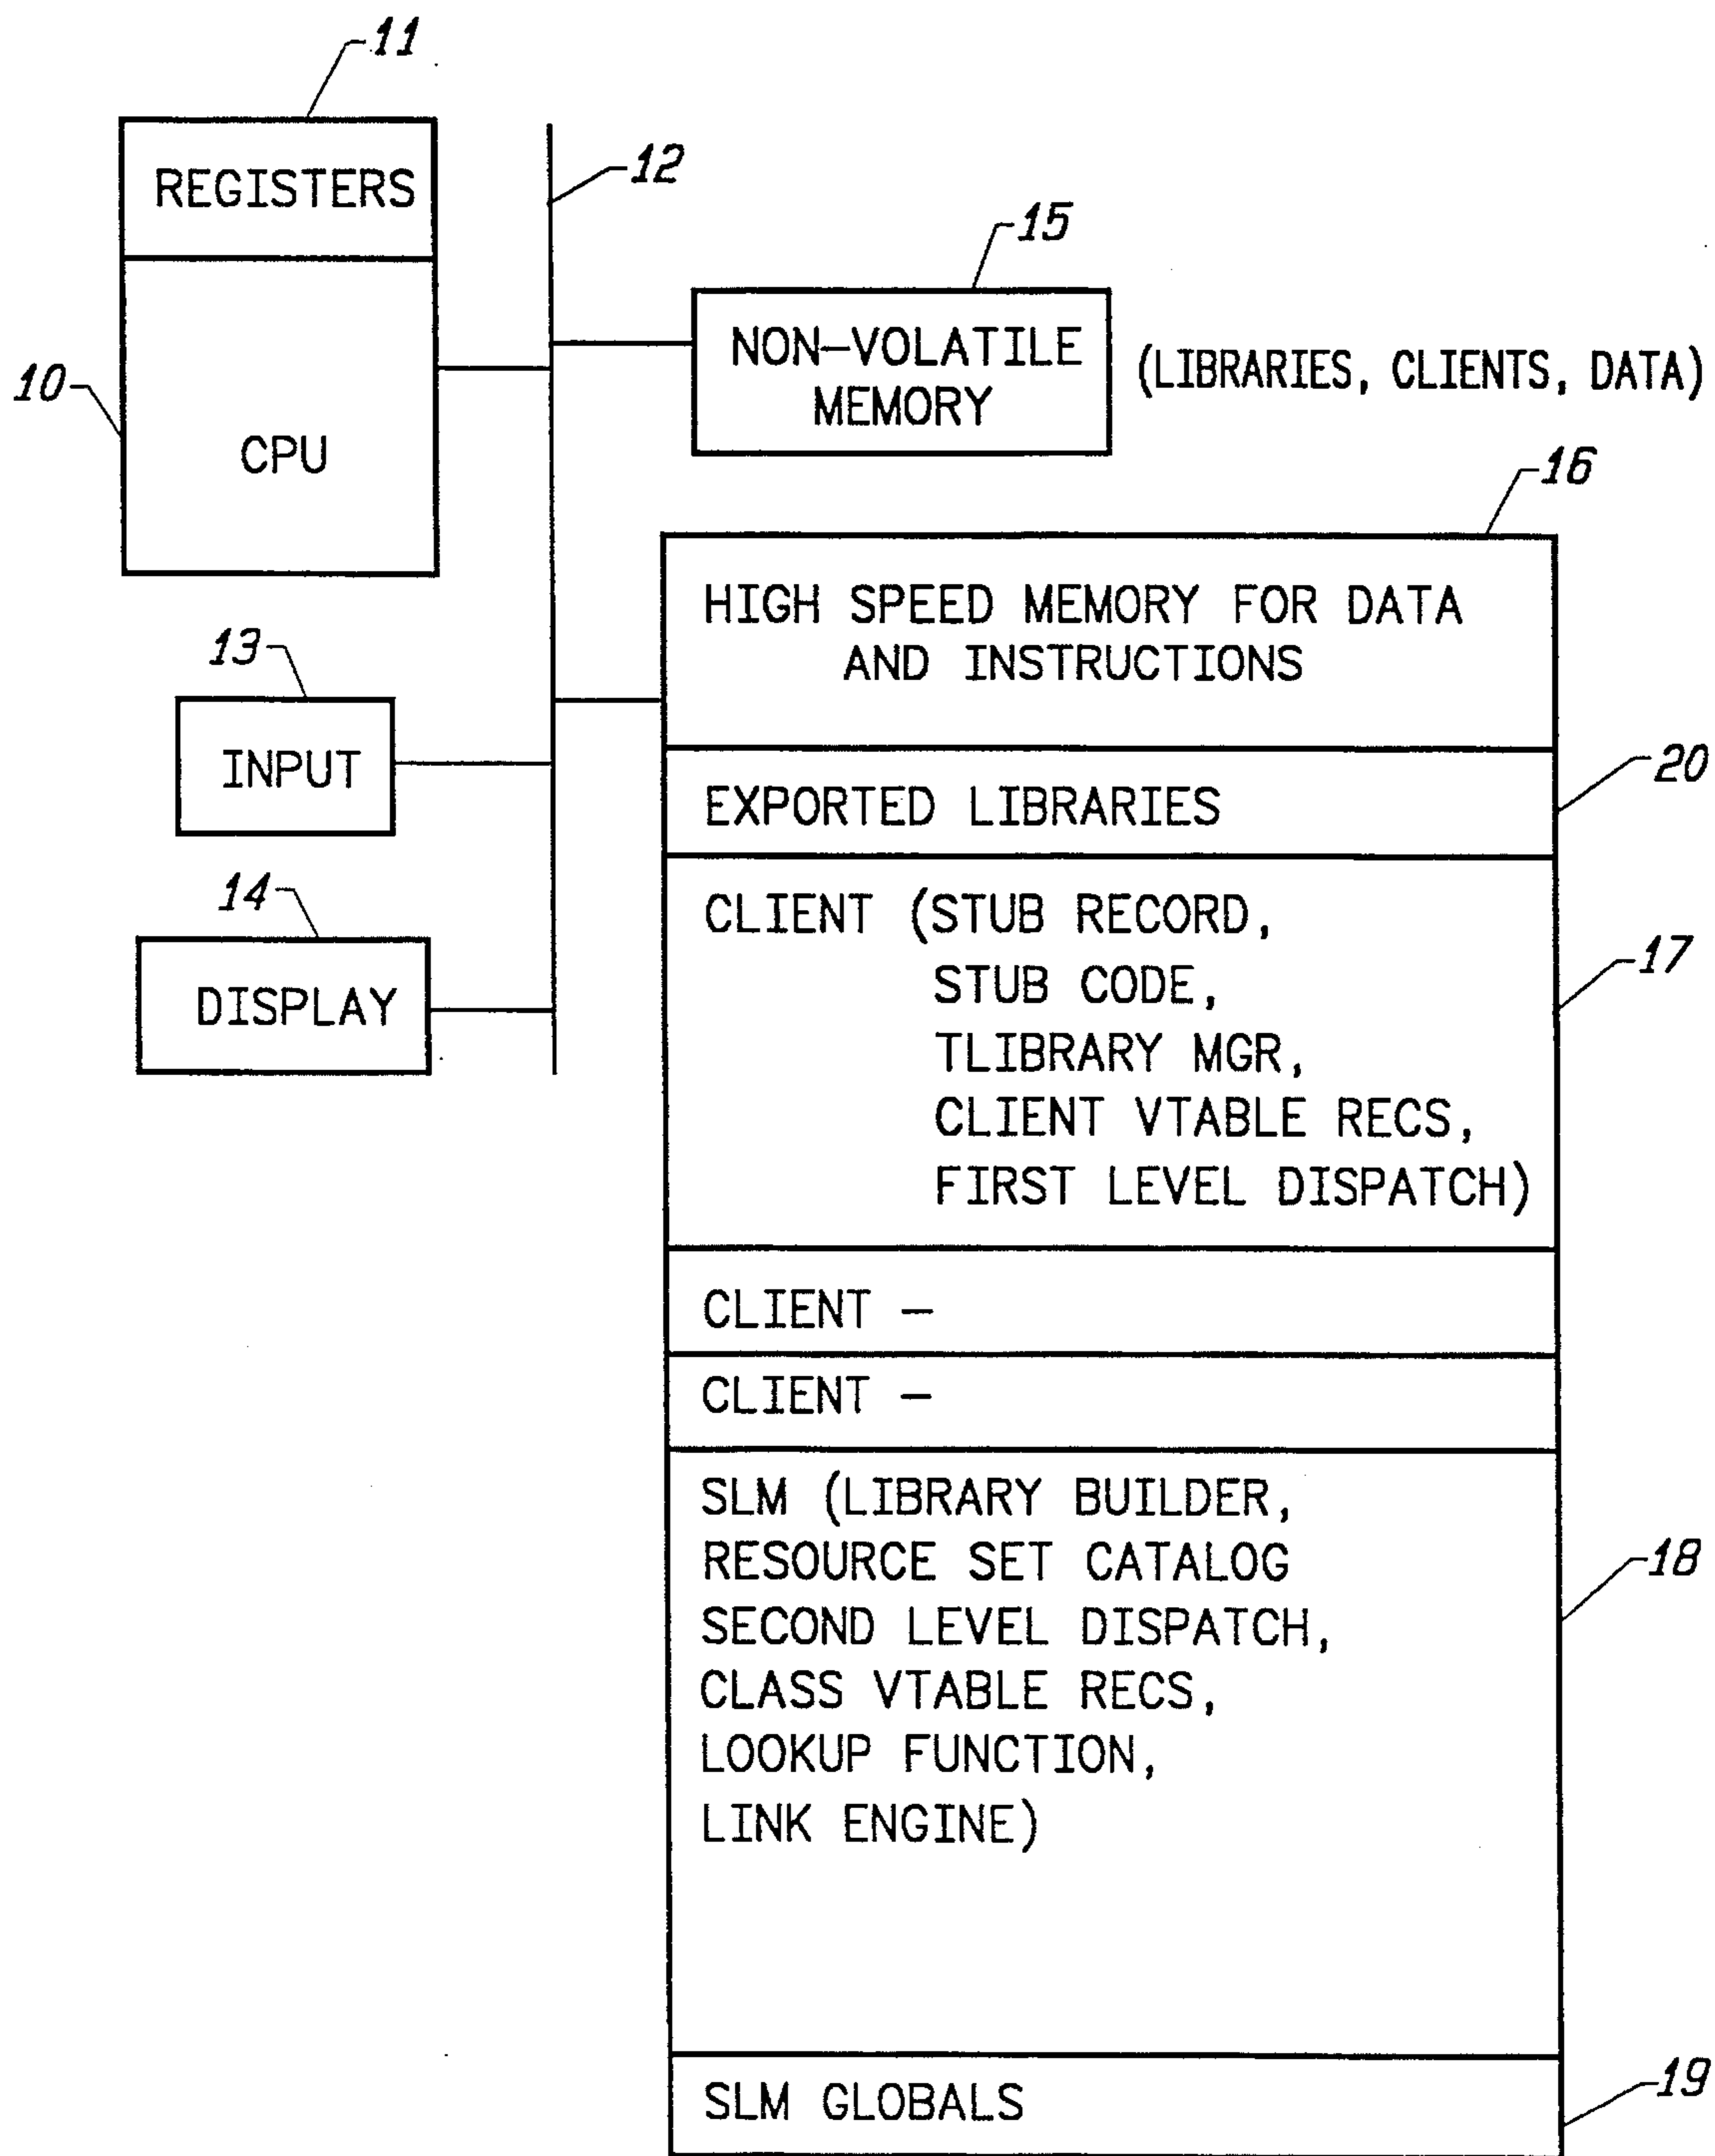 11
REGISTERS
12
15
NON-VOLATILE
MEMORY
(LIBRARIES, CLIENTS, DATA)
10
CPU
16
HIGH SPEED MEMORY FOR DATA
AND INSTRUCTIONS
13
INPUT
20
EXPORTED LIBRARIES
14
DISPLAY
CLIENT (STUB RECORD,
17
STUB CODE,
TLIBRARY MGR,
CLIENT VTABLE RECS,
FIRST LEVEL DISPATCH)
CLIENT –
CLIENT –
SLM (LIBRARY BUILDER,
RESOURCE SET CATALOG
18
SECOND LEVEL DISPATCH,
CLASS VTABLE RECS,
LOOKUP FUNCTION,
LINK ENGINE)
19
SLM GLOBALS